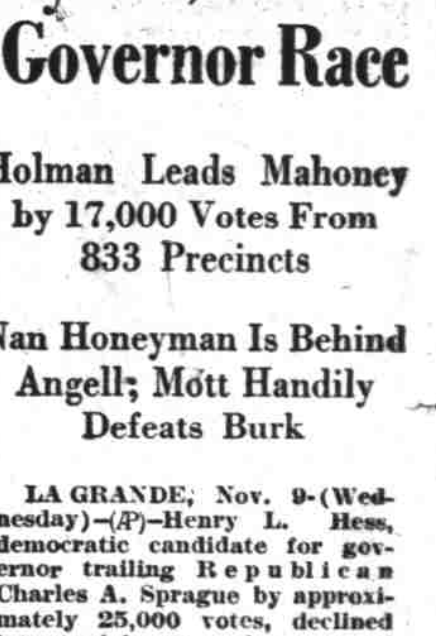 Governor Race
Holman Leads Mahoney
by 17,000 Votes From
833 Precincts
Nan Honeyman Is Behind
Angell; Mott Handily
Defeats Burk
LA GRANDE, Nov. 9-(Wed-
nesday)-(AP)-Henry L. Hess,
democratic candidate for gov-
ernor trailing Republican
Charles A. Sprague by approxi-
mately 25,000 votes, declined